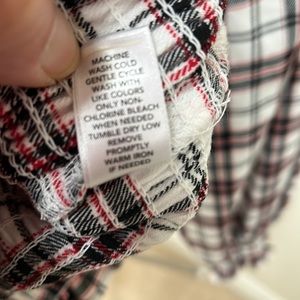 MACHINE
WASH COLD
GENTLE CYCLE
WASH WITH
LIKE COLORS
ONLY NON-
CHLORINE BLEACH
WHEN NEEDED
TUMBLE DRY LOW
REMOVE
PROMPTLY
WARM IRON
IF NEEDED